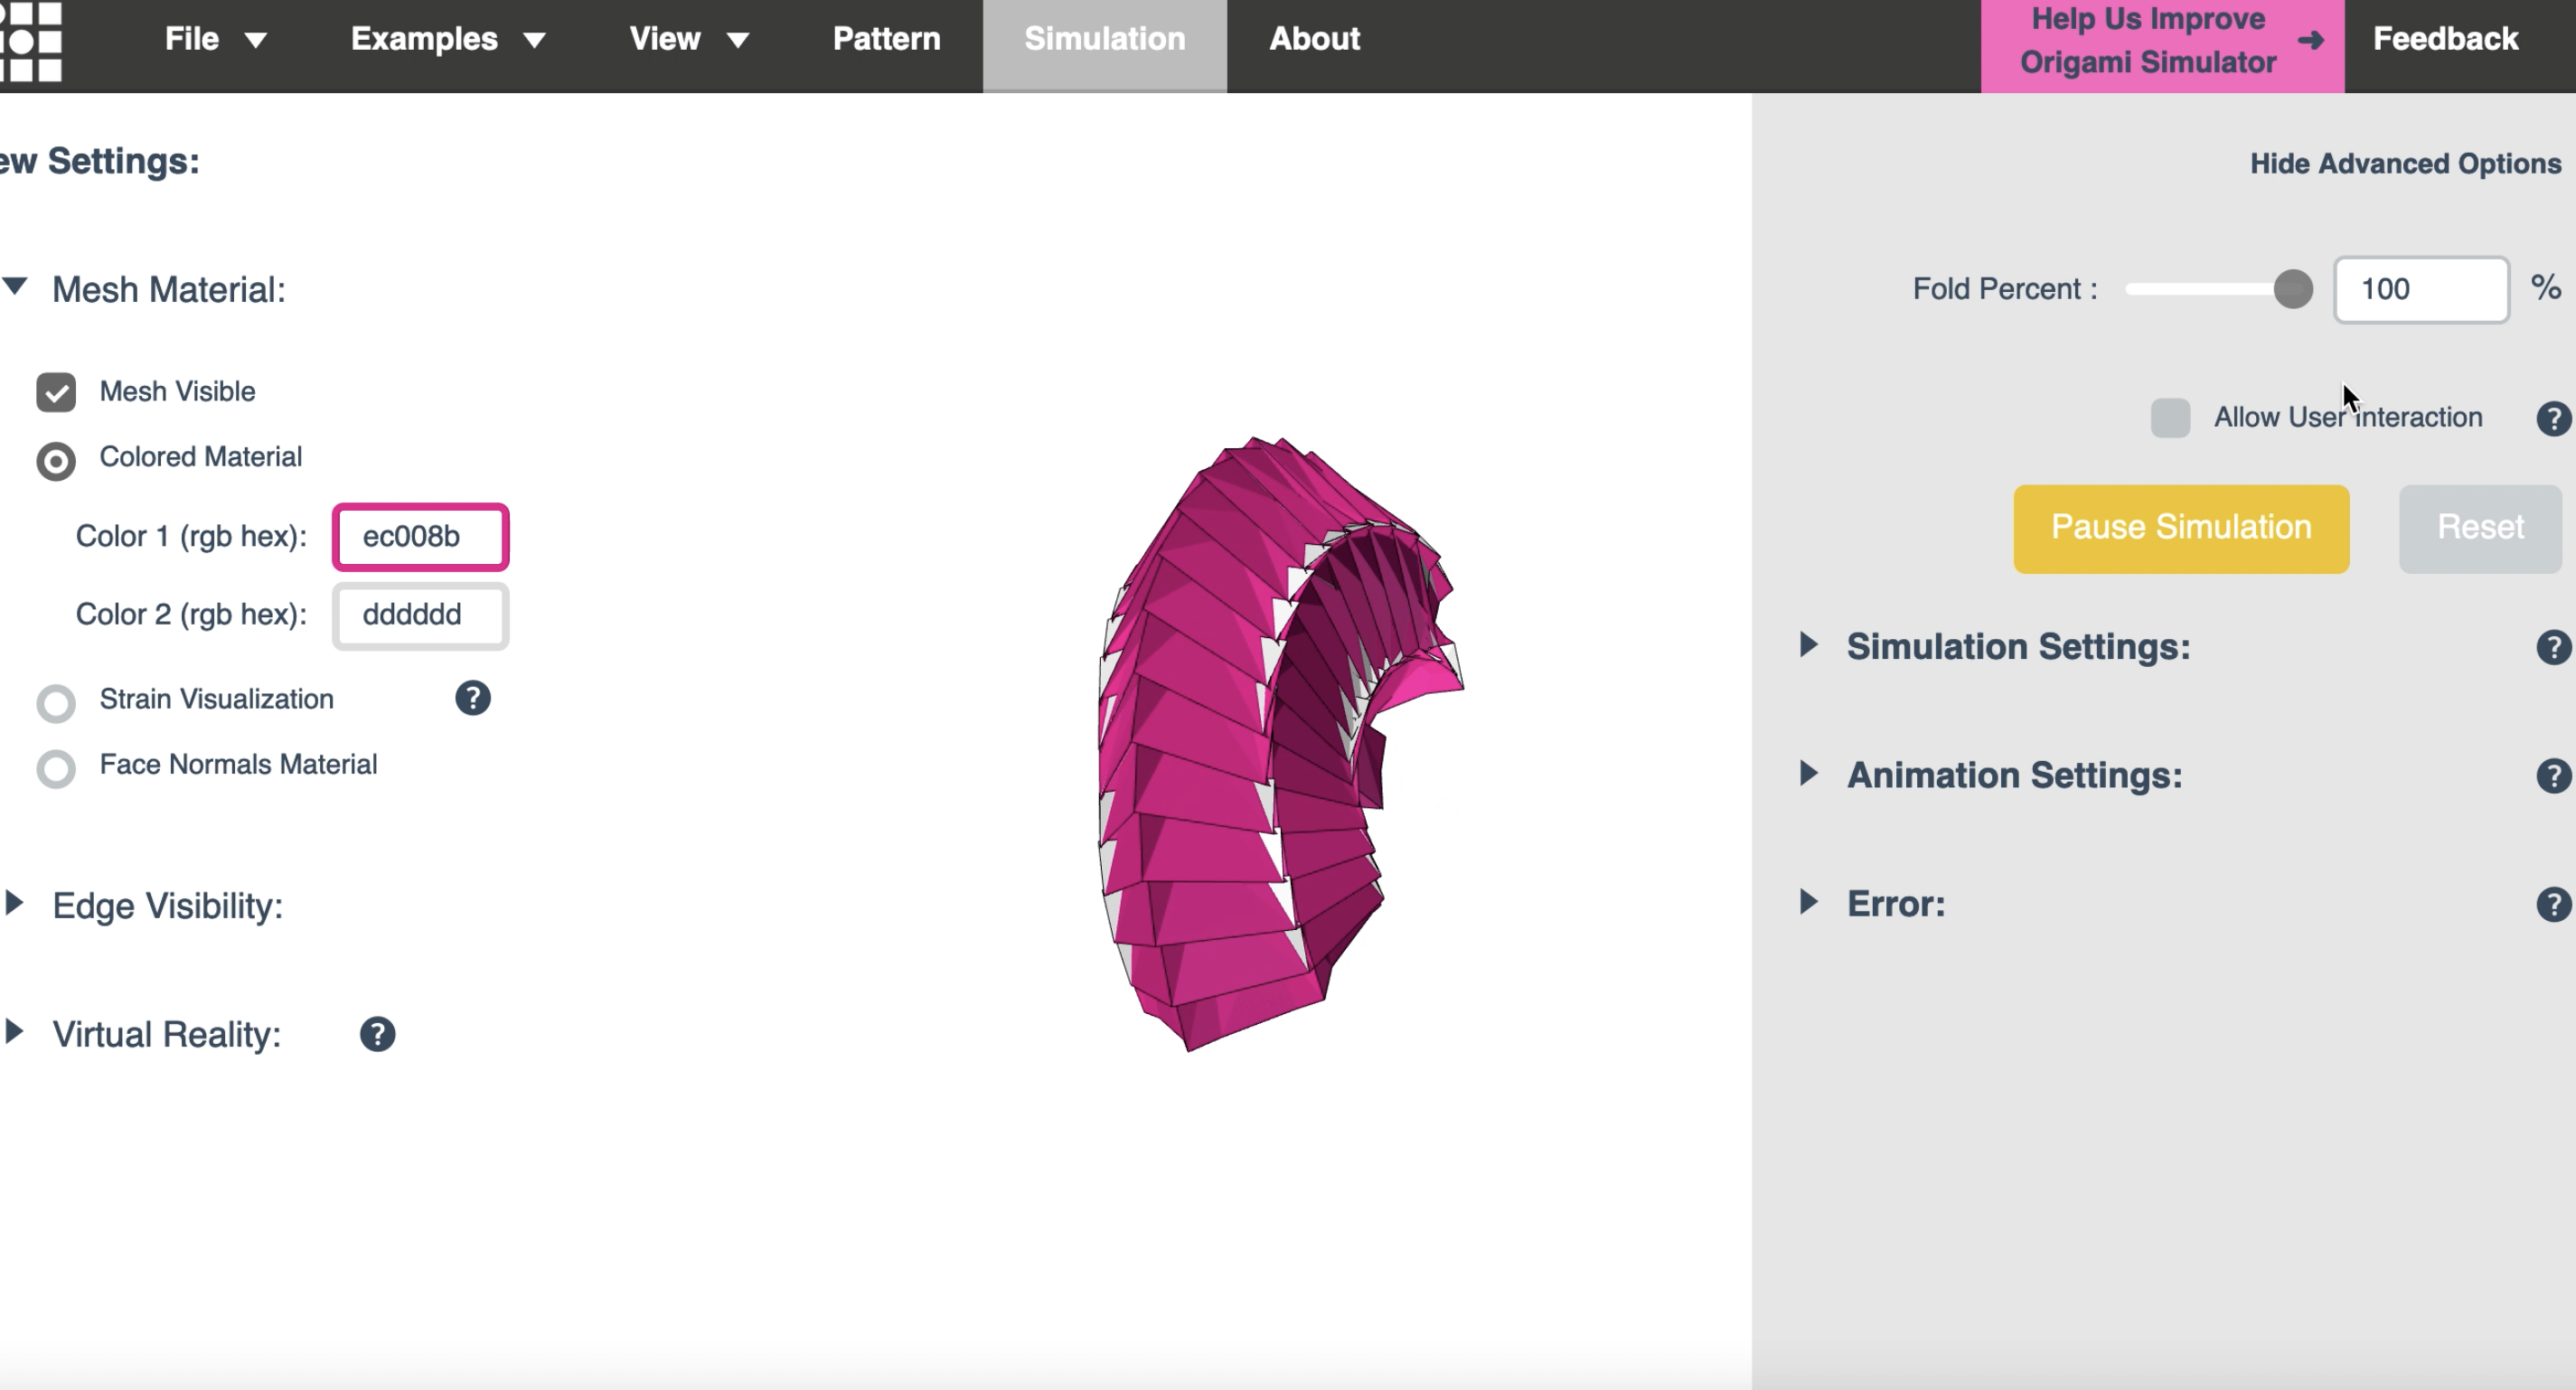 File
Examples
View
Pattern
Simulation
About
Help Us Improve
Origami Simulator
Feedback
ew Settings:
Mesh Material:
Mesh Visible
Colored Material
Color 1 (rgb hex): ec008b
Color 2 (rgb hex): dddddd
Strain Visualization ?
Face Normals Material
Edge Visibility:
Virtual Reality: ?
Hide Advanced Options
Fold Percent : 100 %
Allow User Interaction ?
Pause Simulation
Reset
Simulation Settings: ?
Animation Settings: ?
Error: ?